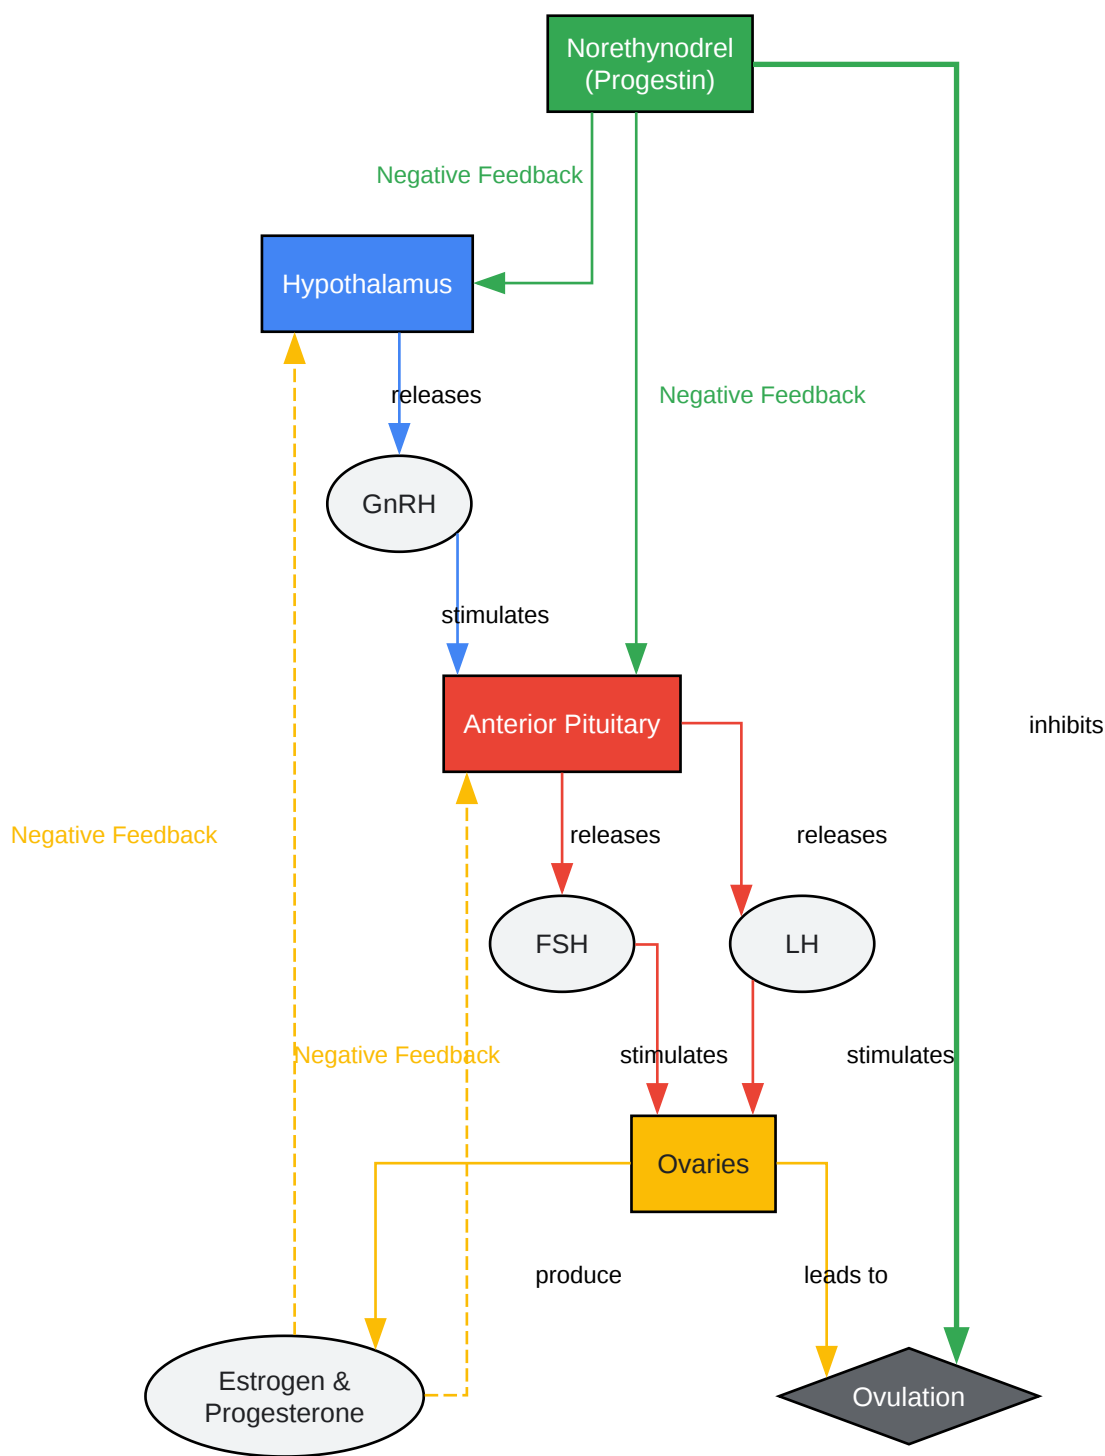 Norethynodrel
(Progestin)
Negative Feedback
Hypothalamus
releases
Negative Feedback
GnRH
stimulates
Anterior Pituitary
inhibits
Negative Feedback
releases
releases
FSH
LH
Negative Feedback
stimulates
stimulates
Ovaries
produce
leads to
Estrogen &
Progesterone
Ovulation